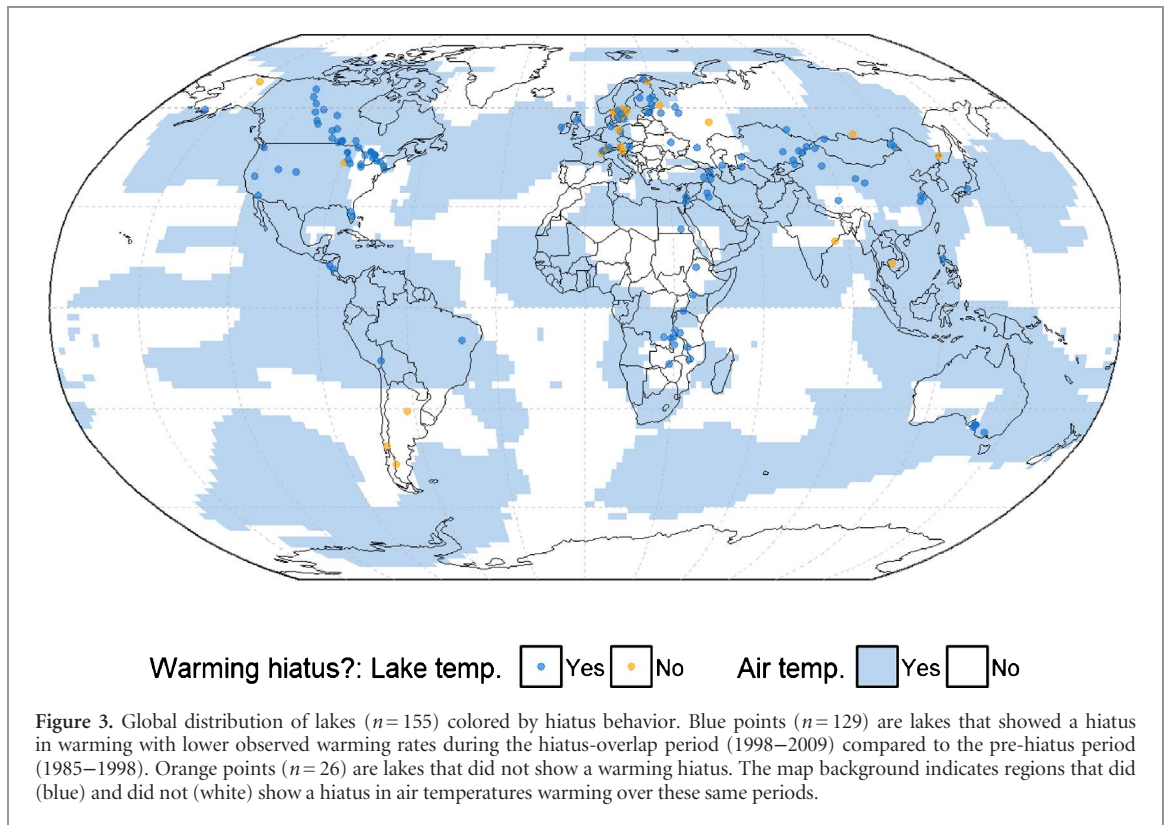 Warming hiatus?: Lake temp. Yes No Air temp. Yes No
Figure 3. Global distribution of lakes (n = 155) colored by hiatus behavior. Blue points (n = 129) are lakes that showed a hiatus
in warming with lower observed warming rates during the hiatus-overlap period (1998–2009) compared to the pre-hiatus period
(1985–1998). Orange points (n = 26) are lakes that did not show a warming hiatus. The map background indicates regions that did
(blue) and did not (white) show a hiatus in air temperatures warming over these same periods.